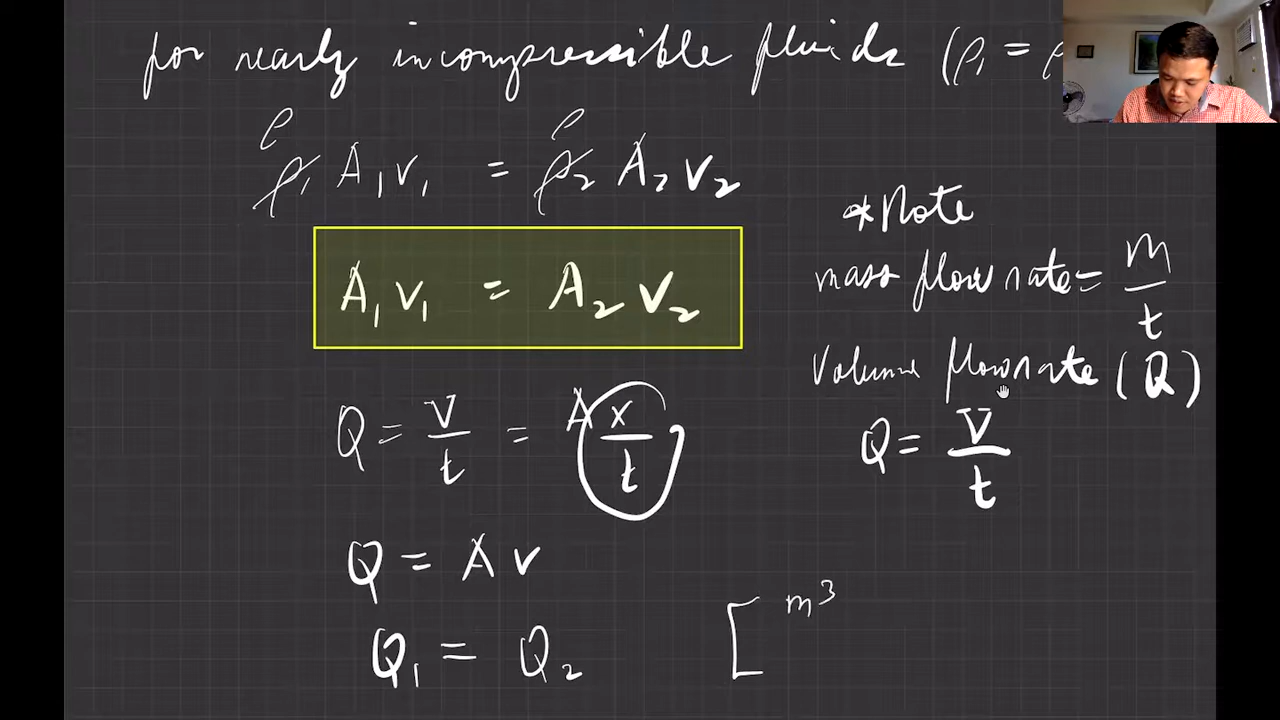 for nearly incompressible fluids (ρ₁ =
ρ ρ
ρ₁ A₁ v₁ = ρ₂ A₂ v₂
A₁ v₁ = A₂ v₂
Q = V/t = A x/t
Q = A v
Q₁ = Q₂
*Note
mass flow rate = m/t
Volume flow rate (Q)
Q = V/t
[ m³